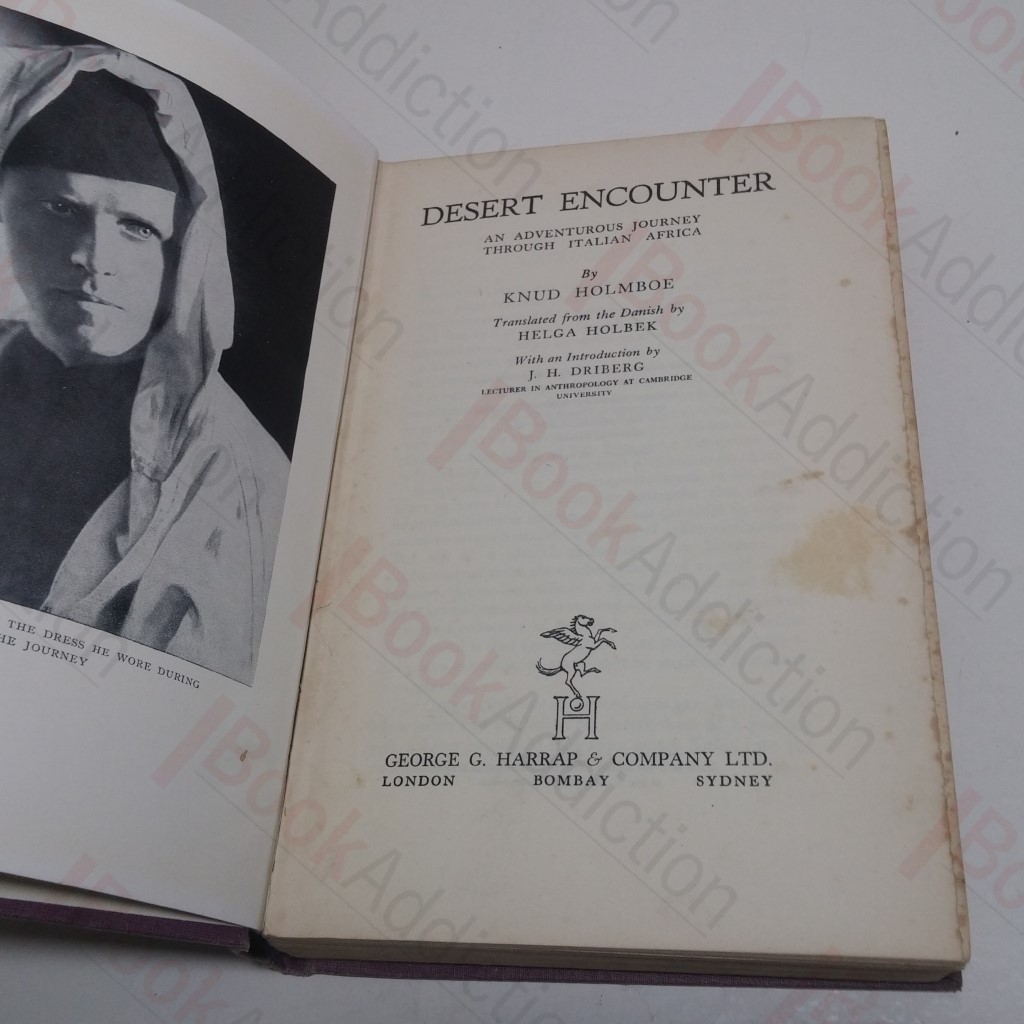 THE DRESS HE WORE DURING
HE JOURNEY
DESERT ENCOUNTER
AN ADVENTUROUS JOURNEY
THROUGH ITALIAN AFRICA
By
KNUD HOLMBOE
Translated from the Danish by
HELGA HOLBEK
With an Introduction by
J. H. DRIBERG
LECTURER IN ANTHROPOLOGY AT CAMBRIDGE
UNIVERSITY
H
GEORGE G. HARRAP & COMPANY LTD.
LONDON BOMBAY SYDNEY
BookAddiction